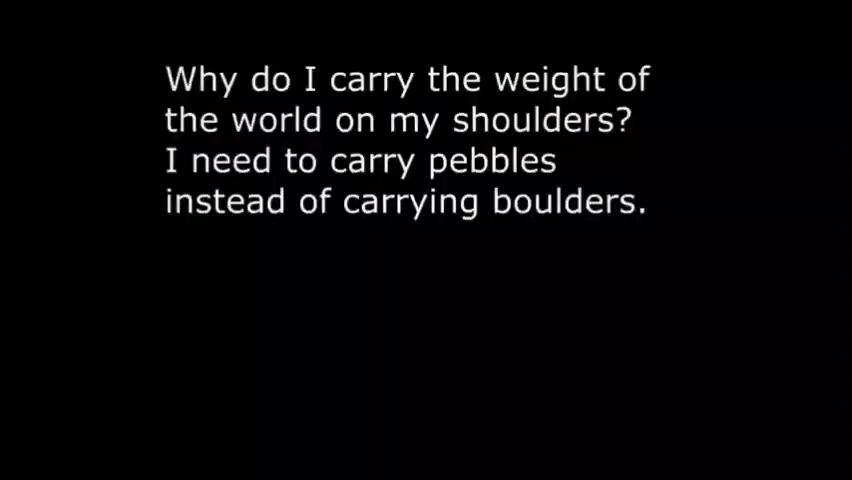 Why do I carry the weight of
the world on my shoulders?
I need to carry pebbles
instead of carrying boulders.